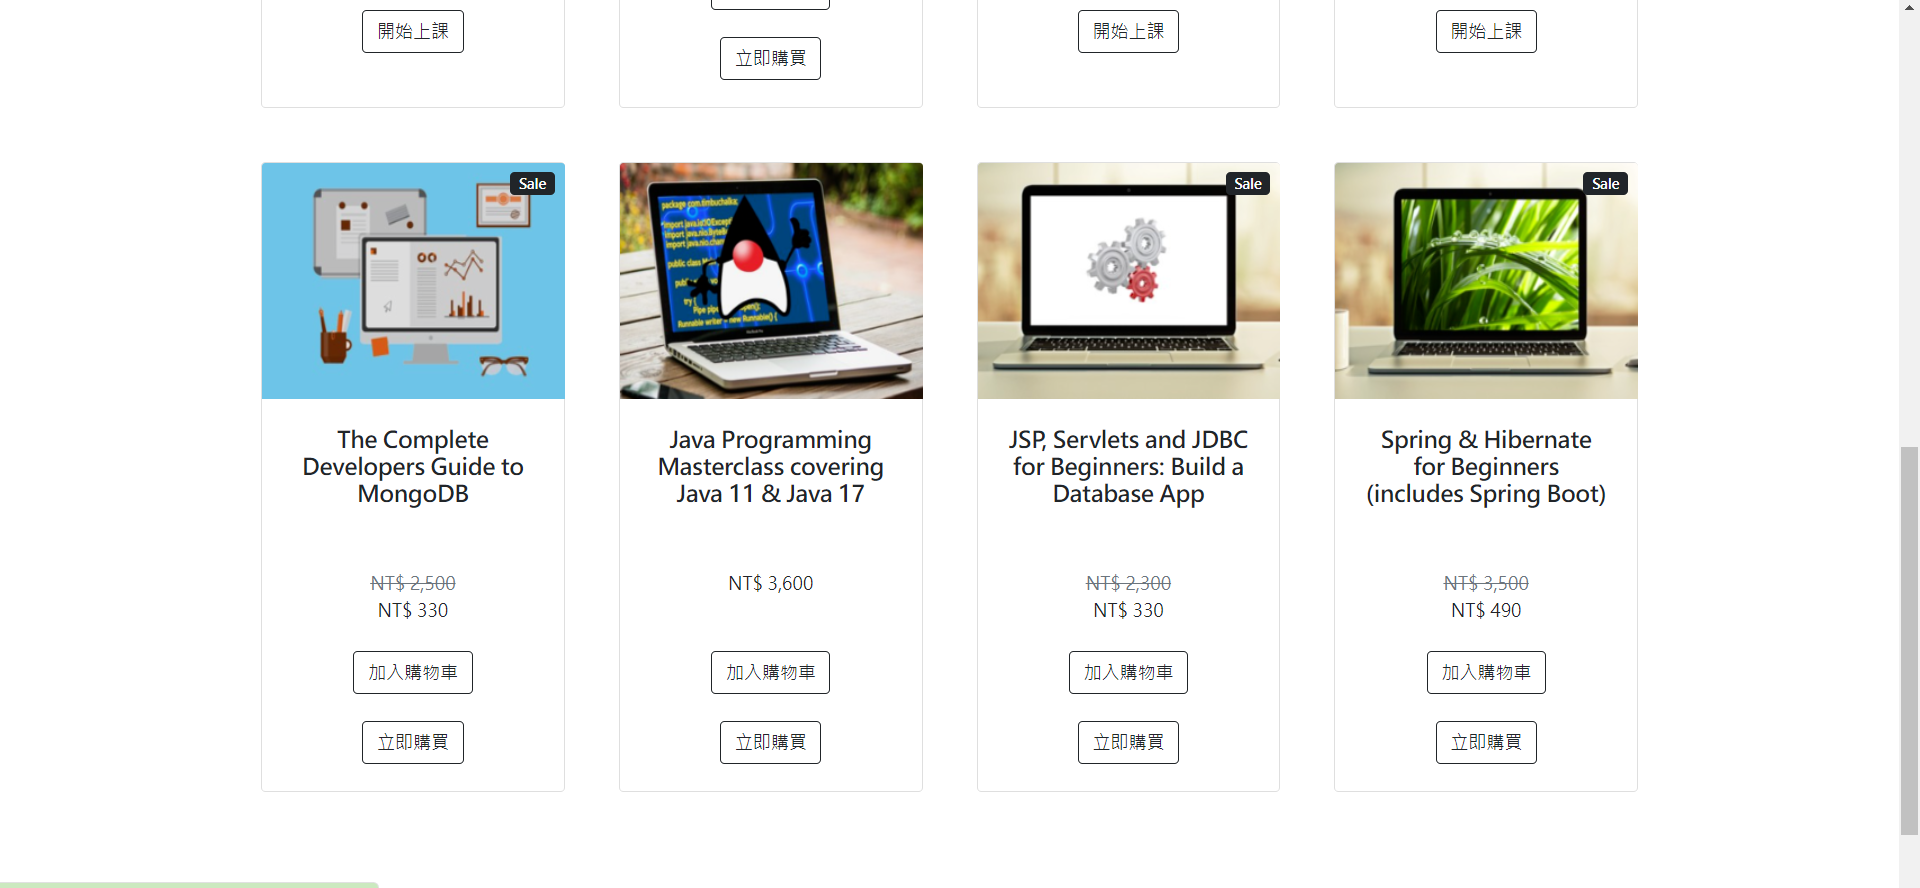 開始上課
立即購買
開始上課
開始上課
Sale
package com.timbuchalka;
Sale
Sale
The Complete
Developers Guide to
MongoDB
NT$ 2,500
NT$ 330
加入購物車
立即購買
Java Programming
Masterclass covering
Java 11 & Java 17
NT$ 3,600
加入購物車
立即購買
JSP, Servlets and JDBC
for Beginners: Build a
Database App
NT$ 2,300
NT$ 330
加入購物車
立即購買
Spring & Hibernate
for Beginners
(includes Spring Boot)
NT$ 3,500
NT$ 490
加入購物車
立即購買